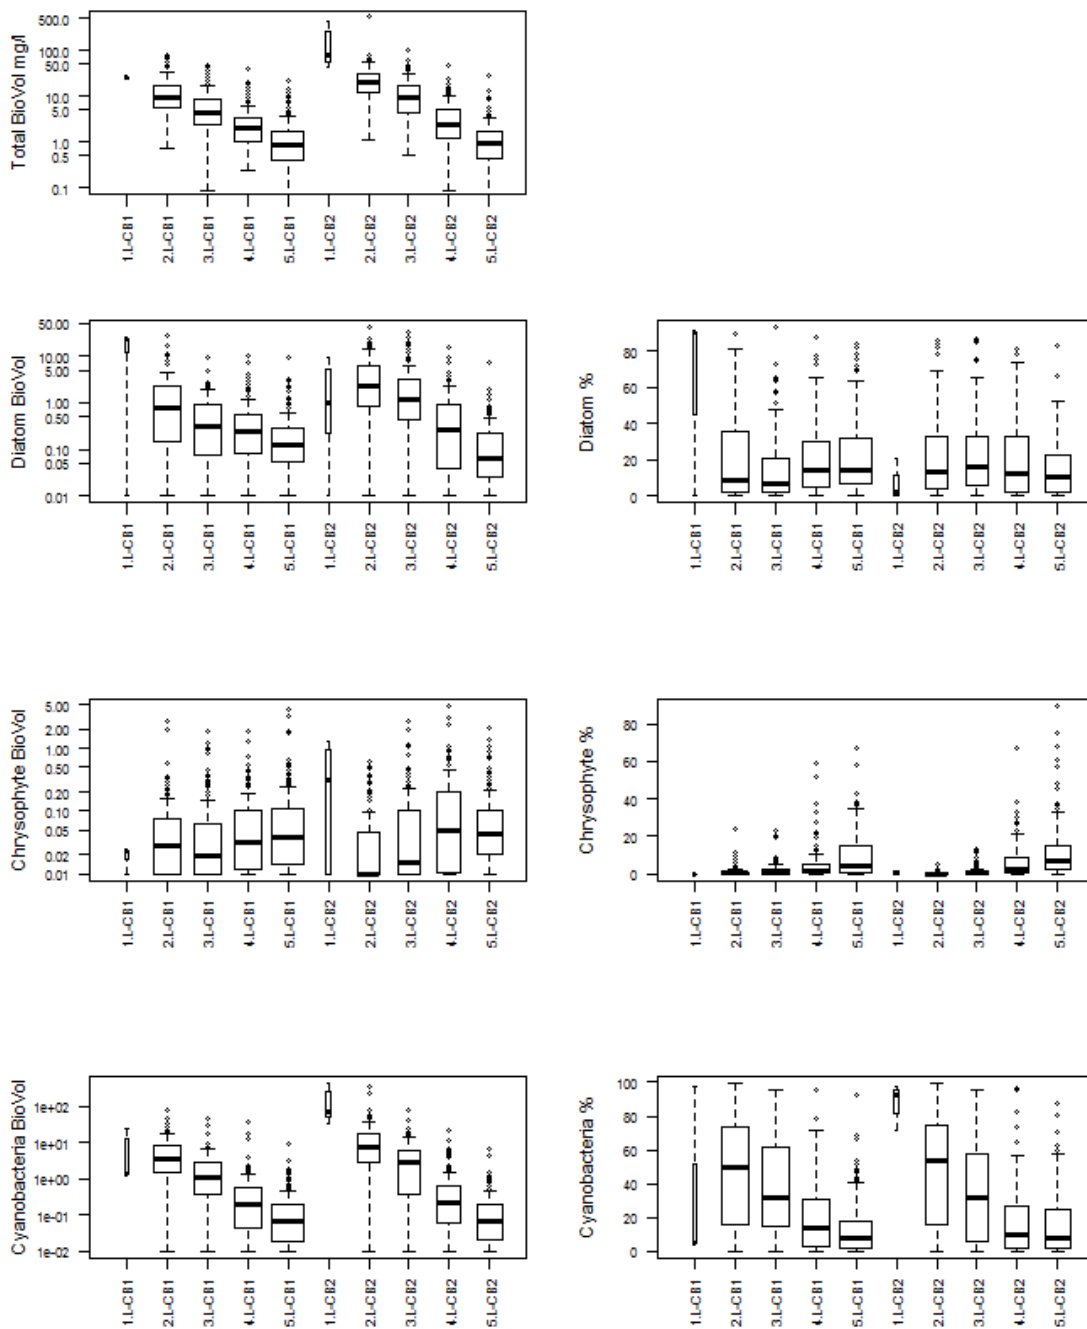 Total BioVol mg/l
500.0
100.0
50.0
10.0
5.0
1.0
0.5
0.1
1.L-CB1
2.L-CB1
3.L-CB1
4.L-CB1
5.L-CB1
1.L-CB2
2.L-CB2
3.L-CB2
4.L-CB2
5.L-CB2
Diatom BioVol
50.00
10.00
5.00
1.00
0.50
0.10
0.05
0.01
1.L-CB1
2.L-CB1
3.L-CB1
4.L-CB1
5.L-CB1
1.L-CB2
2.L-CB2
3.L-CB2
4.L-CB2
5.L-CB2
Diatom %
80
60
40
20
0
1.L-CB1
2.L-CB1
3.L-CB1
4.L-CB1
5.L-CB1
1.L-CB2
2.L-CB2
3.L-CB2
4.L-CB2
5.L-CB2
Chrysophyte BioVol
5.00
2.00
1.00
0.50
0.20
0.10
0.05
0.02
0.01
1.L-CB1
2.L-CB1
3.L-CB1
4.L-CB1
5.L-CB1
1.L-CB2
2.L-CB2
3.L-CB2
4.L-CB2
5.L-CB2
Chrysophyte %
80
60
40
20
0
1.L-CB1
2.L-CB1
3.L-CB1
4.L-CB1
5.L-CB1
1.L-CB2
2.L-CB2
3.L-CB2
4.L-CB2
5.L-CB2
Cyanobacteria BioVol
1e+02
1e+01
1e+00
1e-01
1e-02
1.L-CB1
2.L-CB1
3.L-CB1
4.L-CB1
5.L-CB1
1.L-CB2
2.L-CB2
3.L-CB2
4.L-CB2
5.L-CB2
Cyanobacteria %
100
80
60
40
20
0
1.L-CB1
2.L-CB1
3.L-CB1
4.L-CB1
5.L-CB1
1.L-CB2
2.L-CB2
3.L-CB2
4.L-CB2
5.L-CB2